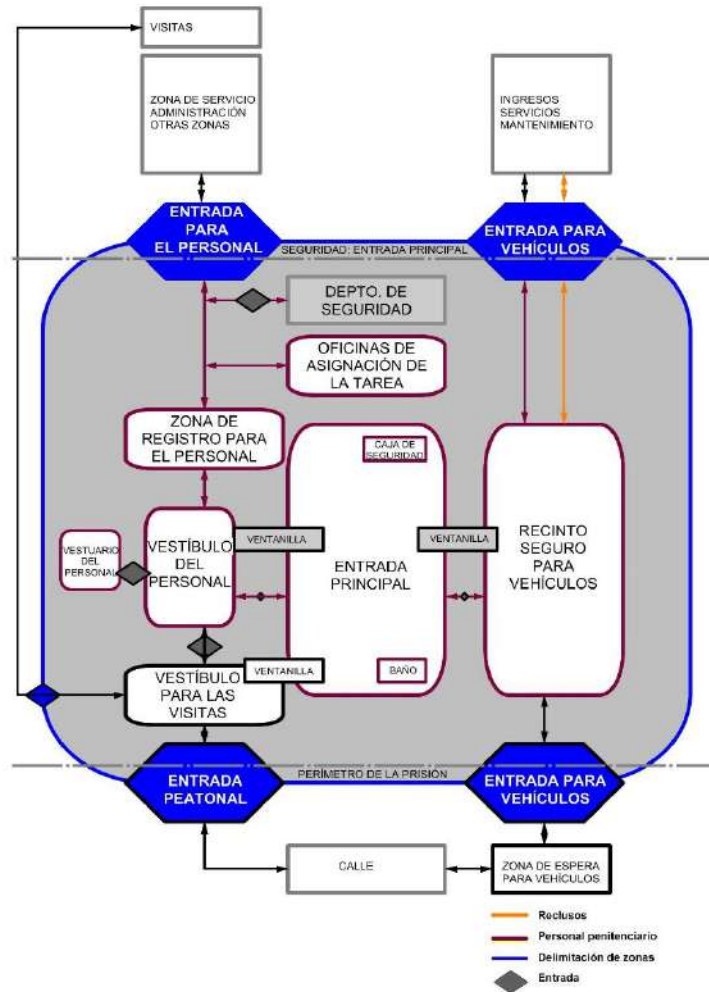 VISITAS
ZONA DE SERVICIO
ADMINISTRACIÓN
OTRAS ZONAS
INGRESOS
SERVICIOS
MANTENIMIENTO
ENTRADA
PARA
EL PERSONAL
ENTRADA PARA
VEHÍCULOS
SEGURIDAD: ENTRADA PRINCIPAL
DEPTO. DE
SEGURIDAD
OFICINAS DE
ASIGNACIÓN DE
LA TAREA
ZONA DE
REGISTRO PARA
EL PERSONAL
CAJA DE
SEGURIDAD
VESTUARIO
DEL
PERSONAL
VESTÍBULO
DEL
PERSONAL
VENTANILLA
ENTRADA
PRINCIPAL
VENTANILLA
RECINTO
SEGURO
PARA
VEHÍCULOS
VESTÍBULO
PARA LAS
VISITAS
VENTANILLA
BAÑO
ENTRADA
PEATONAL
PERÍMETRO DE LA PRISIÓN
ENTRADA PARA
VEHÍCULOS
CALLE
ZONA DE ESPERA
PARA VEHÍCULOS
Reclusos
Personal penitenciario
Delimitación de zonas
Entrada